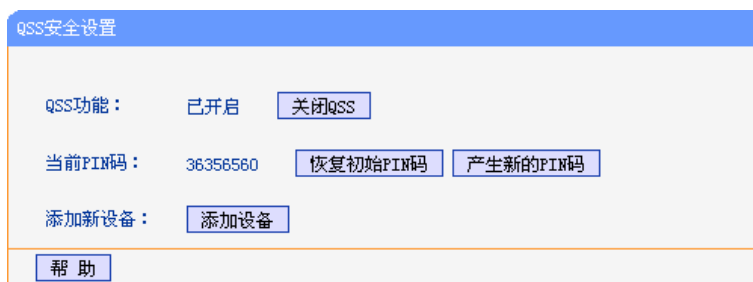 QSS安全设置
QSS功能： 已开启 关闭QSS
当前PIN码： 36356560 恢复初始PIN码 产生新的PIN码
添加新设备： 添加设备
帮 助